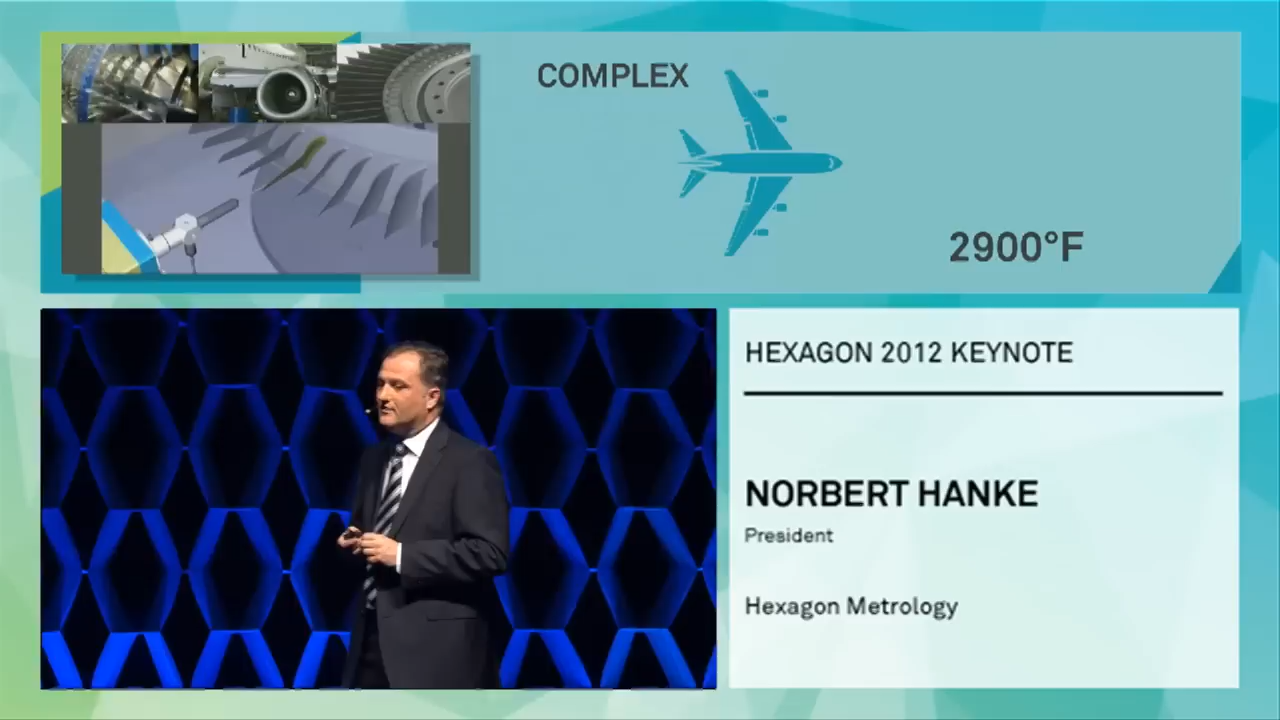 COMPLEX
2900°F
HEXAGON 2012 KEYNOTE
NORBERT HANKE
President
Hexagon Metrology